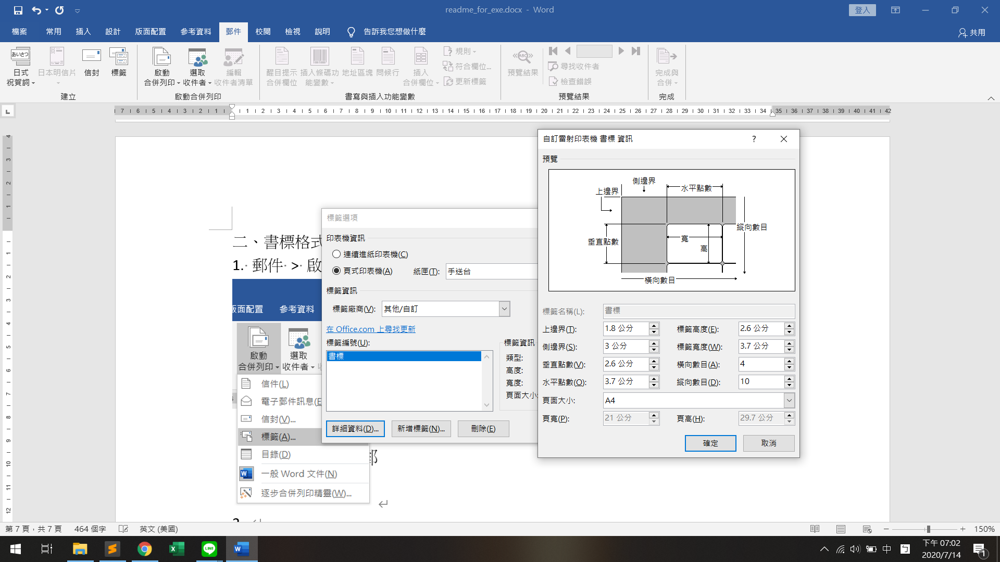 readme_for_exe.docx - Word
登入
檔案 常用 插入 設計 版面配置 參考資料 郵件 校閱 檢視 說明 告訴我您想做什麼 共用
あいさつ
日式
祝賀詞
日本明信片
信封
標籤
建立
啟動
合併列印
選取
收件者
編輯
收件者清單
啟動合併列印
醒目提示
合併欄位
插入條碼功
能變數
地址區塊
問候行
插入
合併欄位
規則
符合欄位...
更新標籤
書寫與插入功能變數
ABC
預覽結果
尋找收件者
檢查錯誤
預覽結果
完成與
合併
完成
7 6 5 4 3 2 1 1 2 3 4 5 6 7 8 9 10 11 12 13 14 15 16 17 18 19 20 21 22 23 24 25 26 27 28 29 30 31 32 33 34 35 36 37 38 39 40 41 42
4 3 2 1 1 2 3 4 5 6 7 8 9 10 11 12
二、書標格式
1. 郵件 > 啟
版面配置 參考資料
啟動
合併列印
選取
收件者
信件(L)
電子郵件訊息(E
信封(V)...
標籤(A)...
目錄(D)
一般 Word 文件(N)
逐步合併列印精靈(W)...
標籤選項
印表機資訊
連續進紙印表機(C)
頁式印表機(A) 紙匣(T): 手送台
標籤資訊
標籤廠商(V): 其他/自訂
在 Office.com 上尋找更新
標籤編號(U):
書標
標籤資訊
類型:
高度:
寬度:
頁面大小:
詳細資料(D)... 新增標籤(N)... 刪除(E)
自訂雷射印表機 書標 資訊
?
預覽
側邊界
上邊界
水平點數
縱向數目
垂直點數
寬
高
橫向數目
標籤名稱(L): 書標
上邊界(T): 1.8 公分 標籤高度(E): 2.6 公分
側邊界(S): 3 公分 標籤寬度(W): 3.7 公分
垂直點數(V): 2.6 公分 橫向數目(A): 4
水平點數(O): 3.7 公分 縱向數目(D): 10
頁面大小: A4
頁寬(P): 21 公分 頁高(H): 29.7 公分
確定 取消
第 7 頁，共 7 頁 464 個字 英文 (美國) 150%
LINE
中
下午 07:02
2020/7/14
1